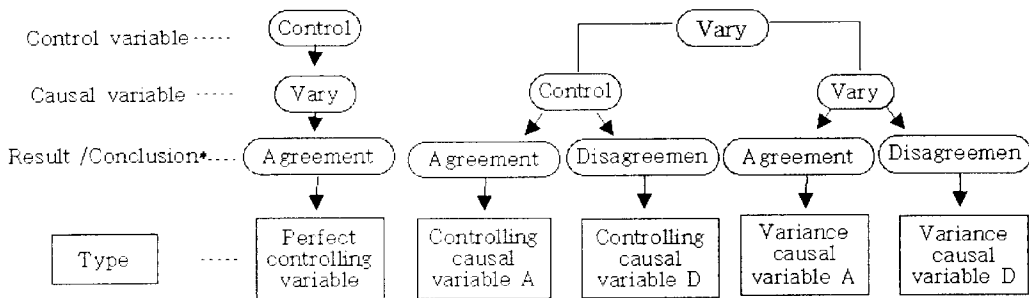 Control variable ·····
Control
Vary
Causal variable ·····
Vary
Control
Vary
Result /Conclusion*····
Agreement
Agreement
Disagreemen
Agreement
Disagreemen
Type ·····
Perfect
controlling
variable
Controlling
causal
variable A
Controlling
causal
variable D
Variance
causal
variable A
Variance
causal
variable D